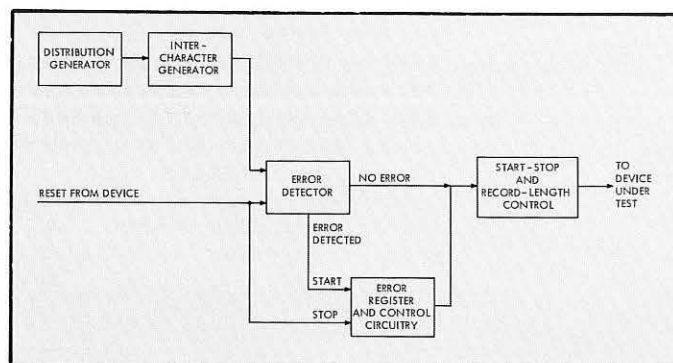 DISTRIBUTION
GENERATOR
INTER-
CHARACTER
GENERATOR
RESET FROM DEVICE
ERROR
DETECTOR
NO ERROR
ERROR
DETECTED
START
STOP
ERROR
REGISTER
AND CONTROL
CIRCUITRY
START-STOP
AND
RECORD-LENGTH
CONTROL
TO
DEVICE
UNDER
TEST